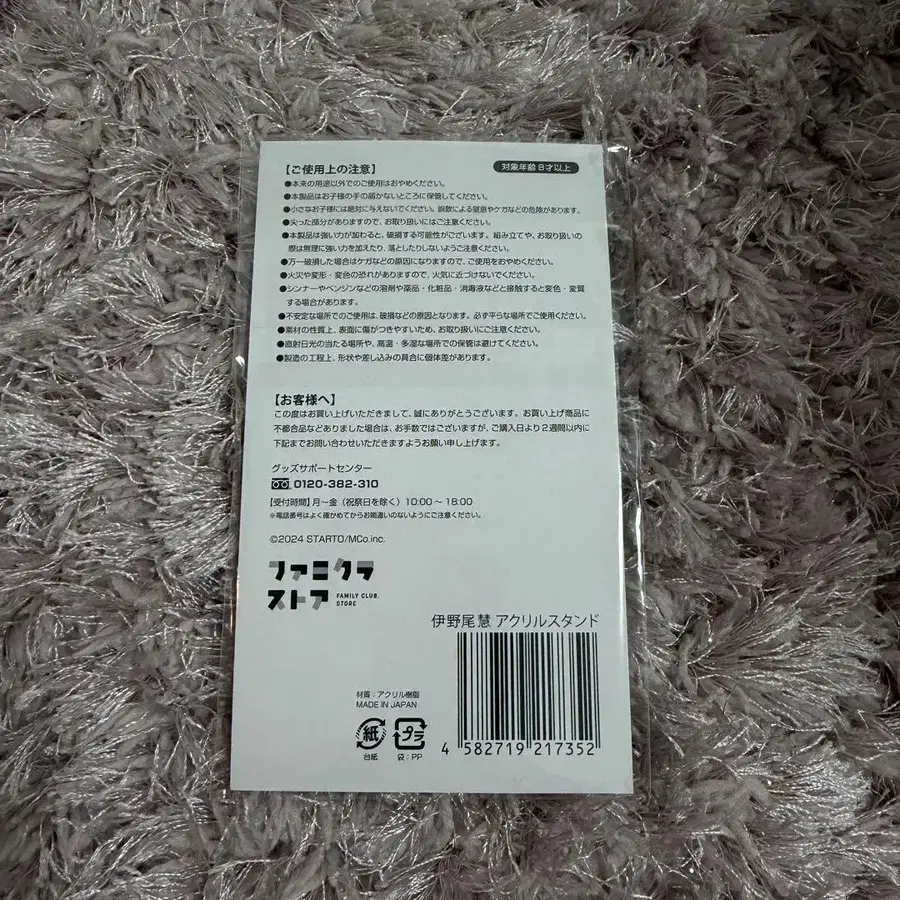 【ご使用上の注意】
対象年齢 8才以上
●本来の用途以外でのご使用はおやめください。
●本製品はお子様の手の届かないところに保管してください。
●小さなお子様には絶対に与えないでください。誤飲による窒息やケガなどの危険があります。
●尖った部分がありますので、お取り扱いにはご注意ください。
●本製品は強い力が加わると、破損する可能性がございます。組み立てや、お取り扱いの
際は無理に強い力を加えたり、落としたりしないようご注意ください。
●万一破損した場合はケガなどの原因になりますので、ご使用をおやめください。
●火災や変形・変色の恐れがありますので、火気に近づけないでください。
●シンナーやベンジンなどの溶剤や薬品・化粧品・消毒液などと接触すると変色・変質
する場合があります。
●不安定な場所でのご使用は、破損などの原因となります。必ず平らな場所でご使用ください。
●素材の性質上、表面に傷がつきやすいため、お取り扱いにご注意ください。
●直射日光の当たる場所や、高温・多湿な場所での保管は避けてください。
●製造の工程上、形状や差し込みの具合に個体差があります。
【お客様へ】
この度はお買い上げいただきまして、誠にありがとうございます。お買い上げ商品に
不都合品などありました場合は、お手数ではございますが、ご購入日より2週間以内に
下記までお問い合わせいただきますようお願い申し上げます。
グッズサポートセンター
0120-382-310
【受付時間】月〜金（祝祭日を除く）10:00〜18:00
※電話番号はよく確かめてからお間違いのないようにご注意ください。
©2024 STARTO/MCo.inc.
ファミクラ
ストア
FAMILY CLUB.
STORE
伊野尾慧 アクリルスタンド
材質：アクリル樹脂
MADE IN JAPAN
紙
台紙
プラ
袋：PP
4 582719 217352